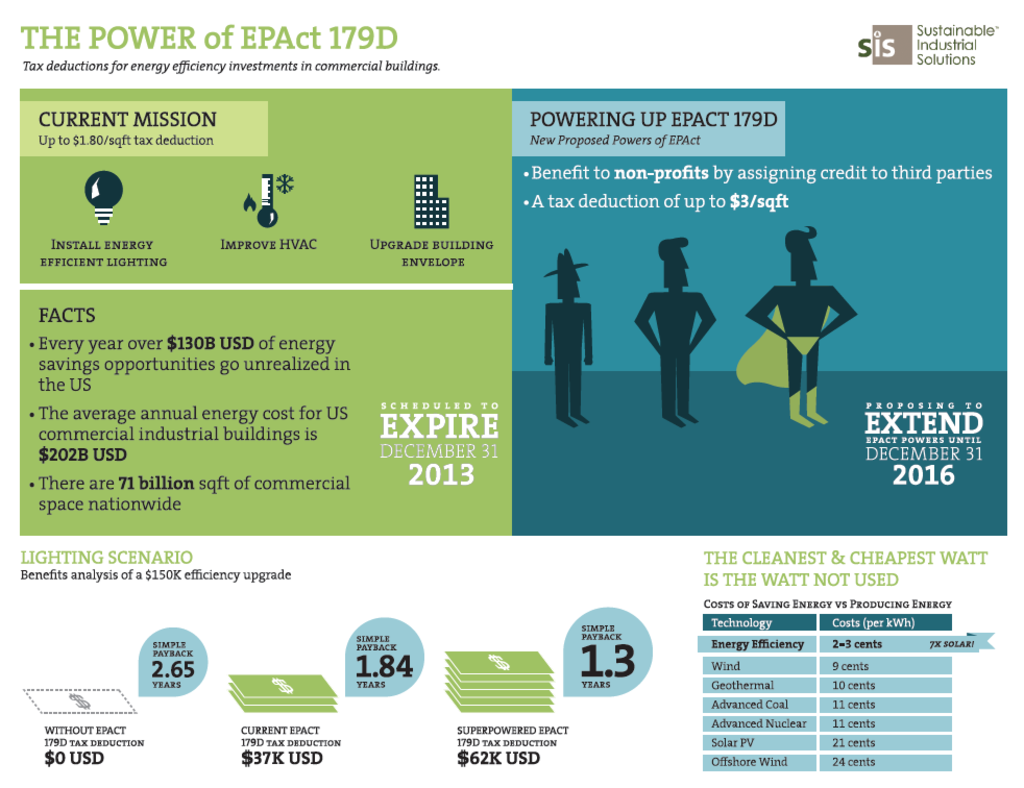 THE POWER of EPAct 179D
Tax deductions for energy efficiency investments in commercial buildings.
sis
Sustainable™
Industrial
Solutions
CURRENT MISSION
Up to $1.80/sqft tax deduction
INSTALL ENERGY
EFFICIENT LIGHTING
IMPROVE HVAC
UPGRADE BUILDING
ENVELOPE
FACTS
• Every year over $130B USD of energy
savings opportunities go unrealized in
the US
• The average annual energy cost for US
commercial industrial buildings is
$202B USD
• There are 71 billion sqft of commercial
space nationwide
SCHEDULED TO
EXPIRE
DECEMBER 31
2013
POWERING UP EPACT 179D
New Proposed Powers of EPAct
• Benefit to non-profits by assigning credit to third parties
• A tax deduction of up to $3/sqft
PROPOSING TO
EXTEND
EPACT POWERS UNTIL
DECEMBER 31
2016
LIGHTING SCENARIO
Benefits analysis of a $150K efficiency upgrade
SIMPLE
PAYBACK
2.65
YEARS
$
WITHOUT EPACT
179D TAX DEDUCTION
$0 USD
SIMPLE
PAYBACK
1.84
YEARS
$
CURRENT EPACT
179D TAX DEDUCTION
$37K USD
SIMPLE
PAYBACK
1.3
YEARS
$
SUPERPOWERED EPACT
179D TAX DEDUCTION
$62K USD
THE CLEANEST & CHEAPEST WATT
IS THE WATT NOT USED
COSTS OF SAVING ENERGY VS PRODUCING ENERGY
Technology Costs (per kWh)
Energy Efficiency 2-3 cents 7X SOLAR!
Wind 9 cents
Geothermal 10 cents
Advanced Coal 11 cents
Advanced Nuclear 11 cents
Solar PV 21 cents
Offshore Wind 24 cents